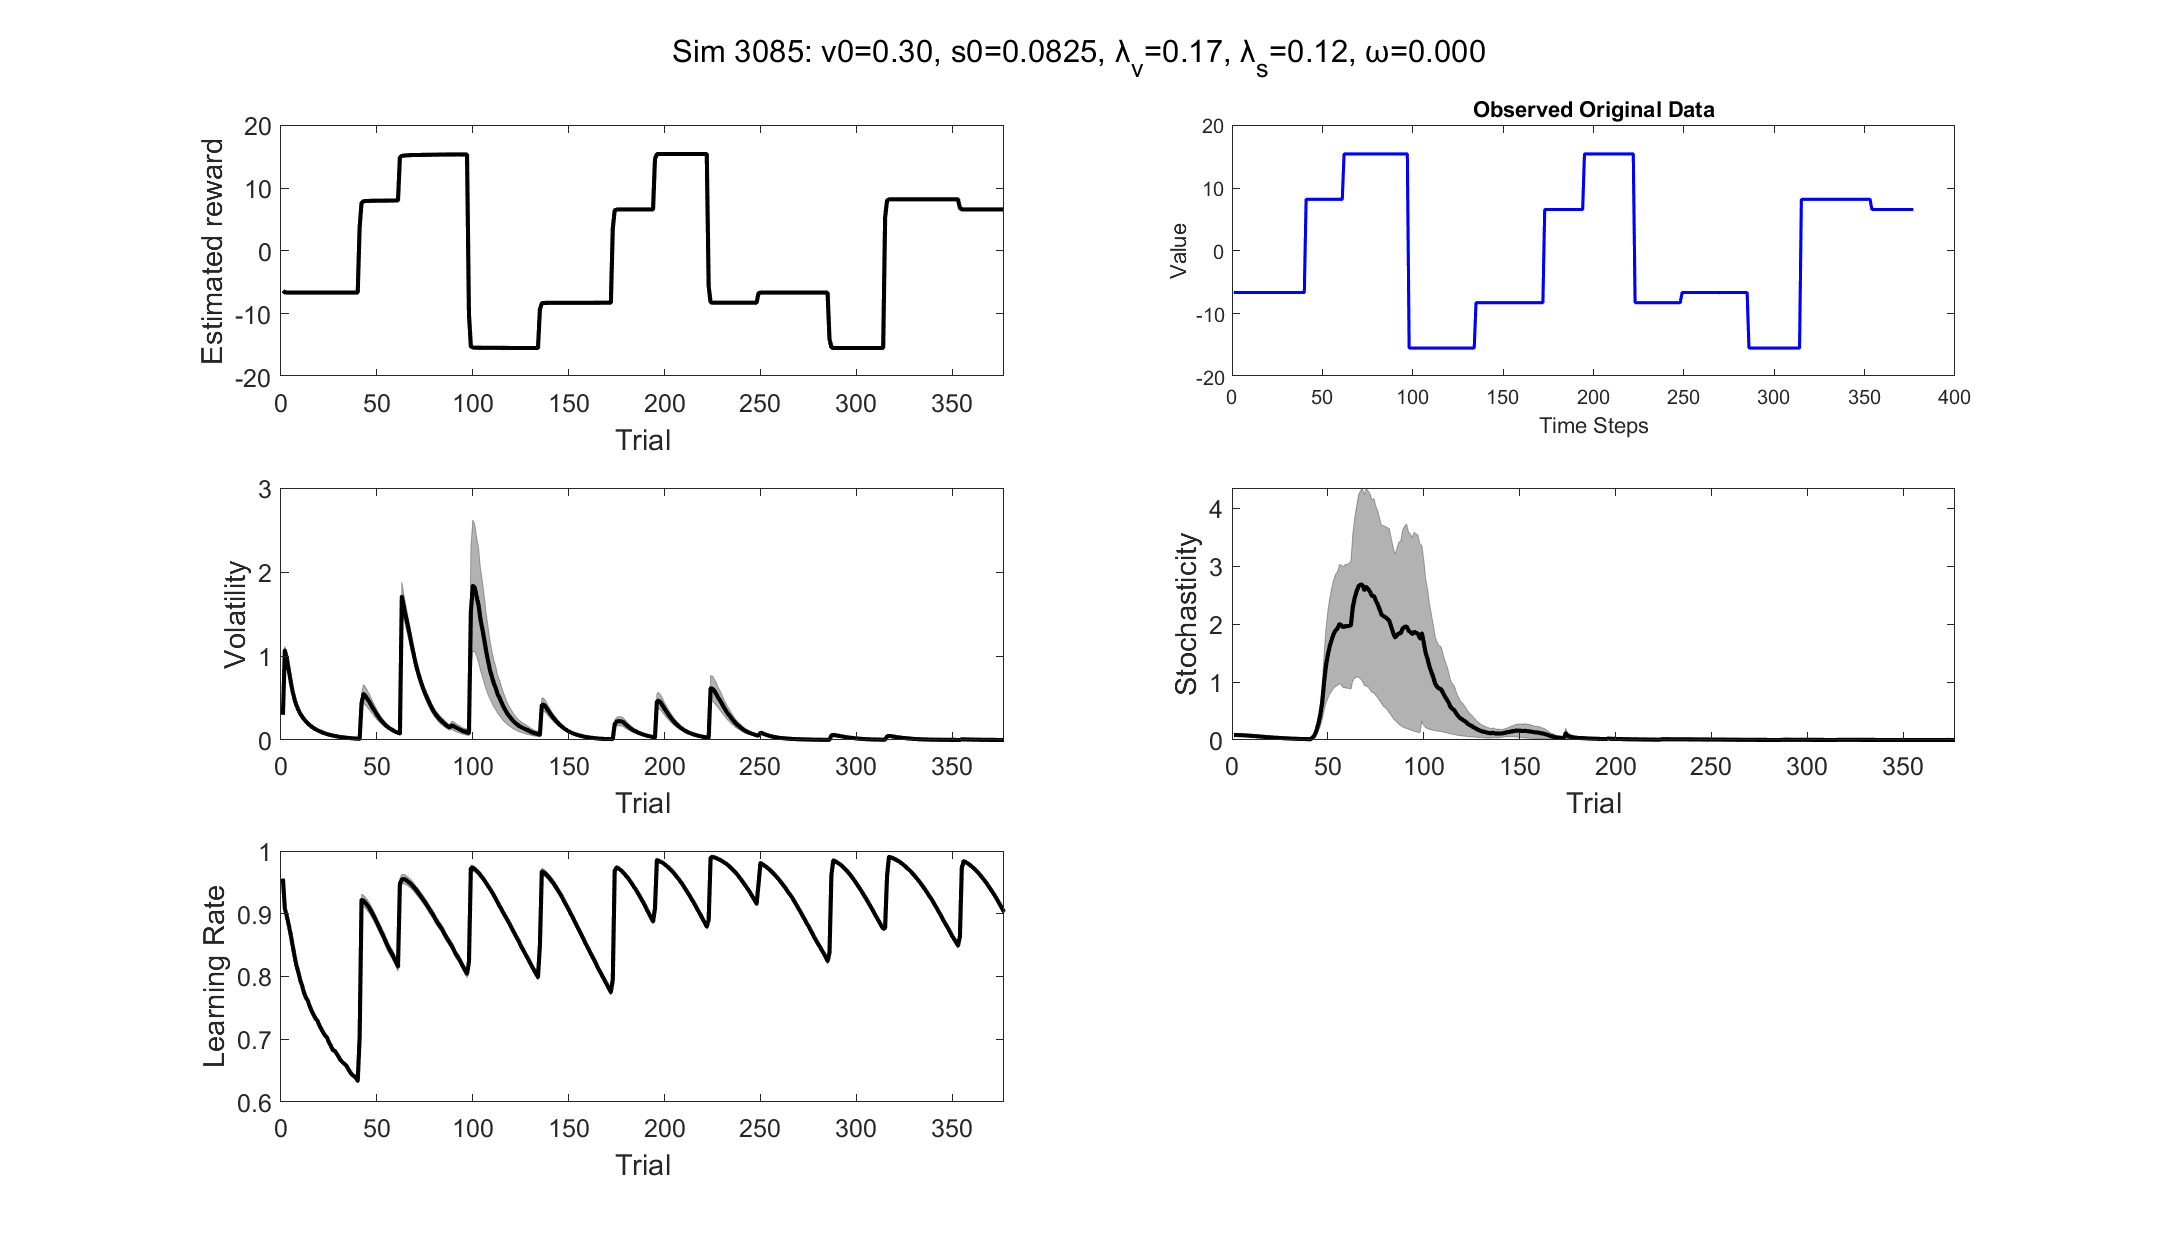 Sim 3085: v0=0.30, s0=0.0825, λv=0.17, λs=0.12, ω=0.000
Estimated reward
20
10
0
-10
-20
0 50 100 150 200 250 300 350
Trial
Observed Original Data
Value
20
10
0
-10
-20
0 50 100 150 200 250 300 350 400
Time Steps
Volatility
3
2
1
0
0 50 100 150 200 250 300 350
Trial
Stochasticity
4
3
2
1
0
0 50 100 150 200 250 300 350
Trial
Learning Rate
1
0.9
0.8
0.7
0.6
0 50 100 150 200 250 300 350
Trial